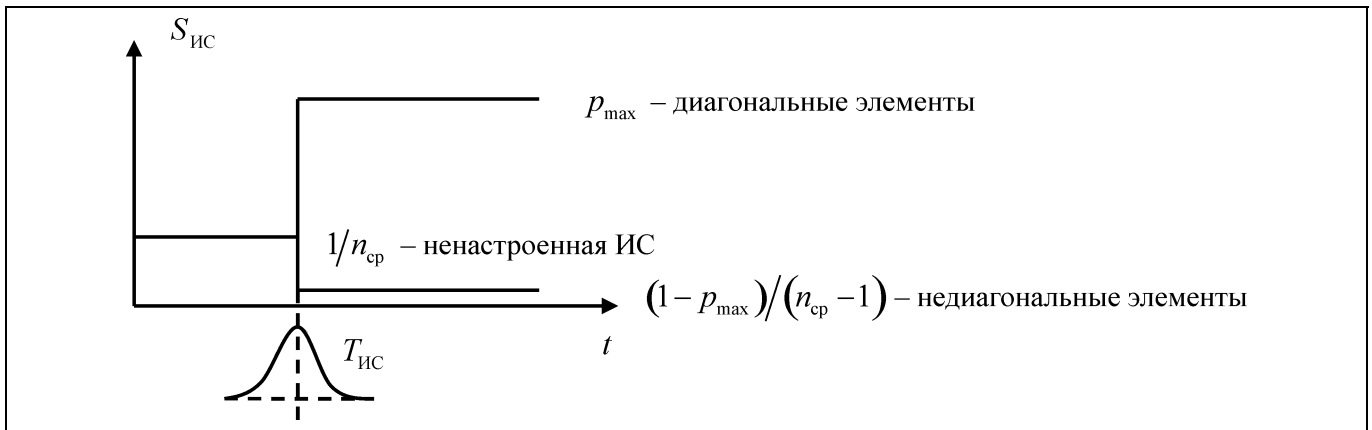 S_ИС
p_max – диагональные элементы
1/n_ср – ненастроенная ИС
(1 – p_max)/(n_ср – 1) – недиагональные элементы
t
T_ИС